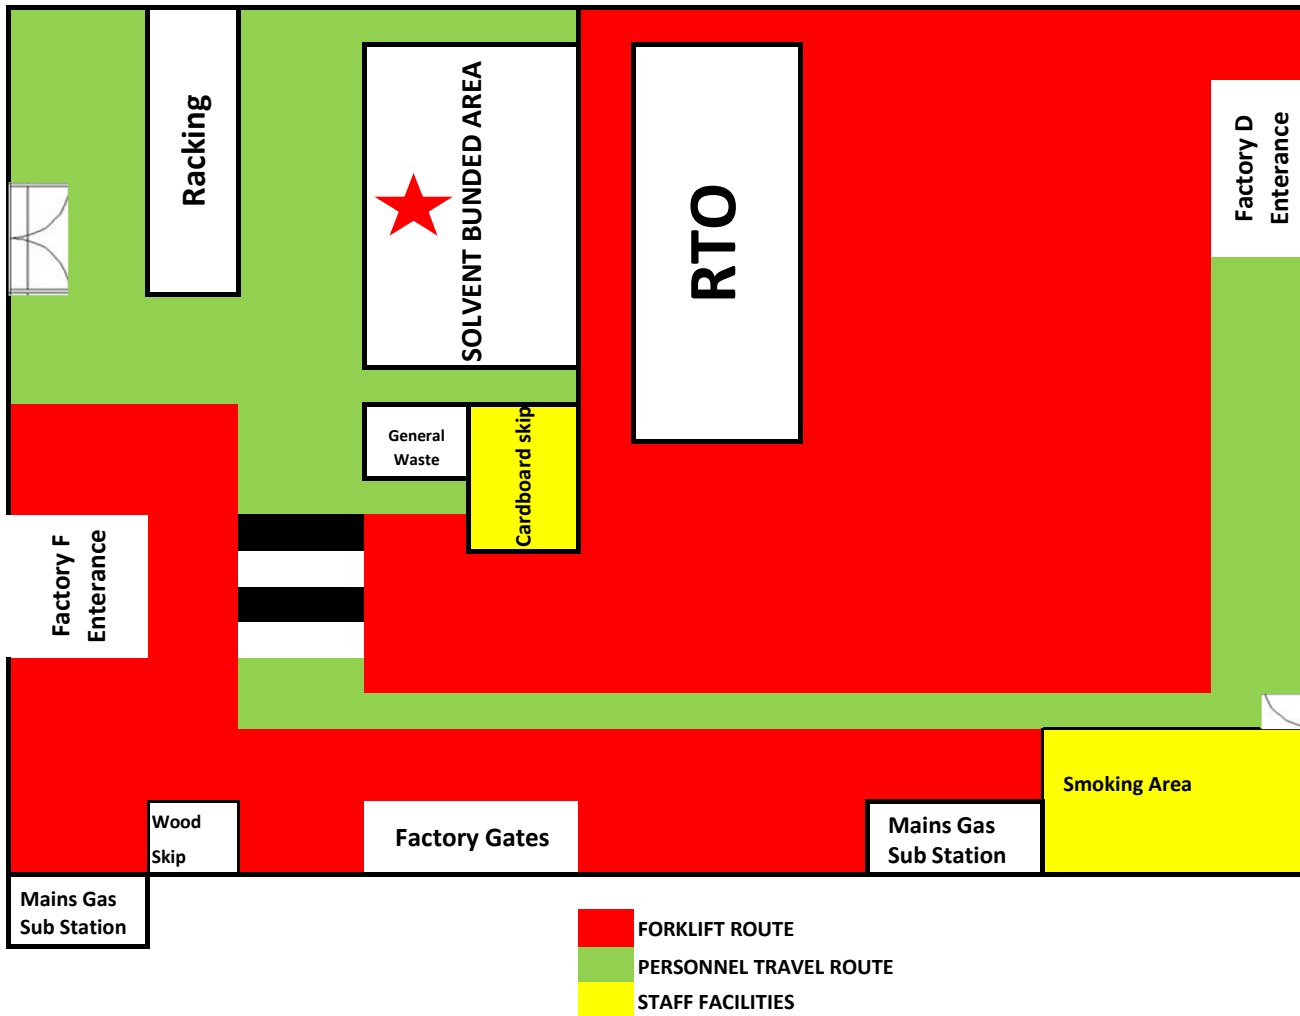 Racking
SOLVENT BUNDED AREA
RTO
Factory D
Enterance
General
Waste
Cardboard skip
Factory F
Enterance
Smoking Area
Wood
Skip
Factory Gates
Mains Gas
Sub Station
Mains Gas
Sub Station
FORKLIFT ROUTE
PERSONNEL TRAVEL ROUTE
STAFF FACILITIES